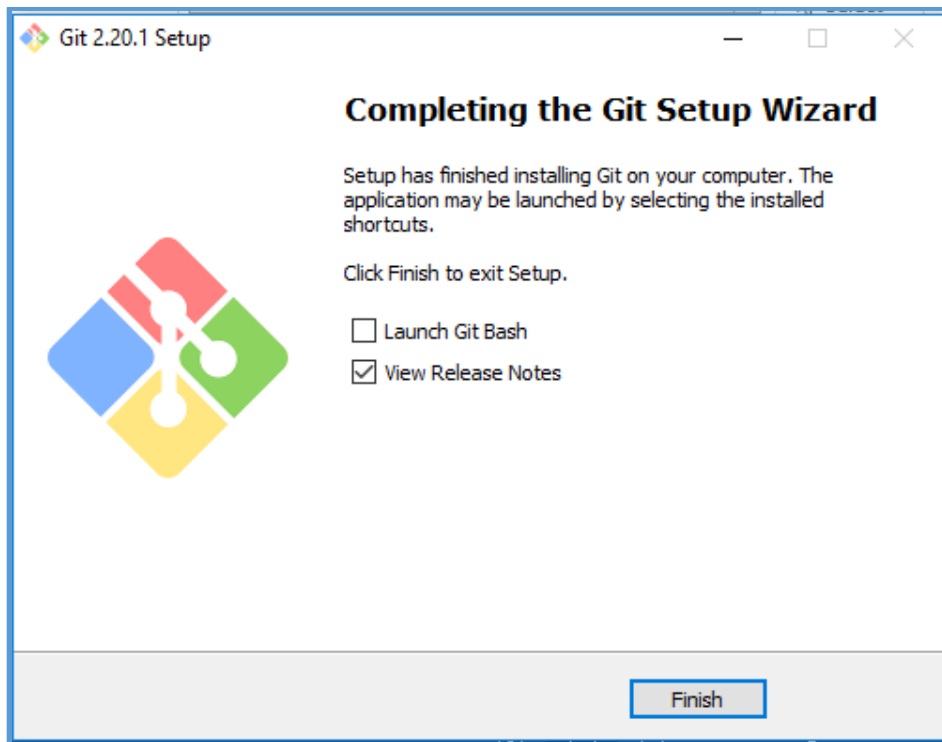 Git 2.20.1 Setup
Completing the Git Setup Wizard
Setup has finished installing Git on your computer. The
application may be launched by selecting the installed
shortcuts.
Click Finish to exit Setup.
Launch Git Bash
View Release Notes
Finish